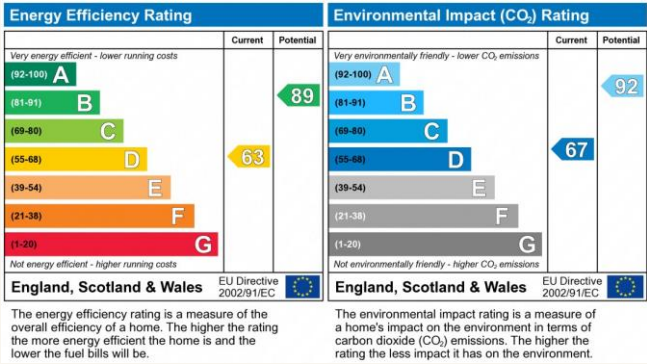 Energy Efficiency Rating
Current Potential
Very energy efficient - lower running costs
(92-100) A
(81-91) B
89
(69-80) C
(55-68) D
63
(39-54) E
(21-38) F
(1-20) G
Not energy efficient - higher running costs
England, Scotland & Wales
EU Directive
2002/91/EC
The energy efficiency rating is a measure of the
overall efficiency of a home. The higher the rating
the more energy efficient the home is and the
lower the fuel bills will be.
Environmental Impact (CO₂) Rating
Current Potential
Very environmentally friendly - lower CO₂ emissions
(92-100) A
92
(81-91) B
(69-80) C
(55-68) D
67
(39-54) E
(21-38) F
(1-20) G
Not environmentally friendly - higher CO₂ emissions
England, Scotland & Wales
EU Directive
2002/91/EC
The environmental impact rating is a measure of
a home's impact on the environment in terms of
carbon dioxide (CO₂) emissions. The higher the
rating the less impact it has on the environment.